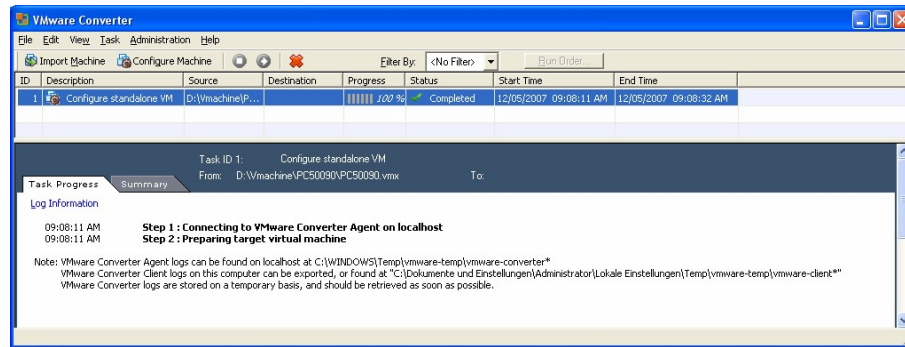 VMware Converter
File Edit View Task Administration Help
Import Machine Configure Machine Filter By: <No Filter> Run Order...
ID Description Source Destination Progress Status Start Time End Time
1 Configure standalone VM D:\Vmachine\P... 100 % Completed 12/05/2007 09:08:11 AM 12/05/2007 09:08:32 AM
Task ID 1: Configure standalone VM
From: D:\Vmachine\PC50090\PC50090.vmx To:
Task Progress Summary
Log Information
09:08:11 AM Step 1 : Connecting to VMware Converter Agent on localhost
09:08:11 AM Step 2 : Preparing target virtual machine
Note: VMware Converter Agent logs can be found on localhost at C:\WINDOWS\Temp\vmware-temp\vmware-converter*
VMware Converter Client logs on this computer can be exported, or found at "C:\Dokumente und Einstellungen\Administrator\Lokale Einstellungen\Temp\vmware-temp\vmware-client*"
VMware Converter logs are stored on a temporary basis, and should be retrieved as soon as possible.